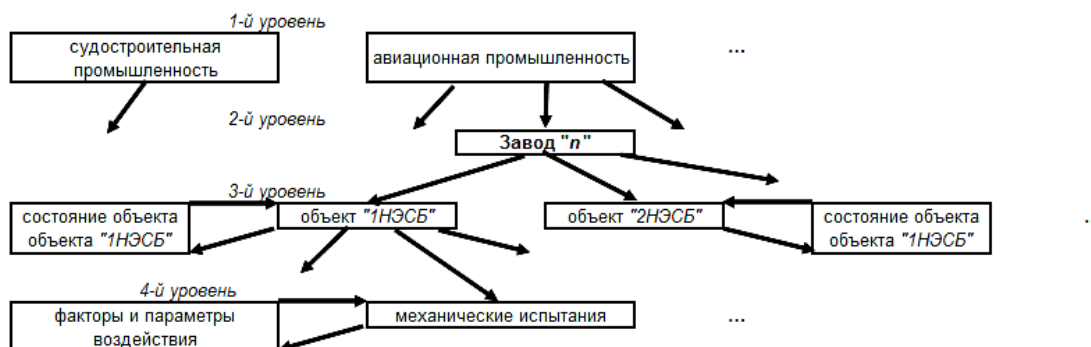 1-й уровень
судостроительная
промышленность
авиационная промышленность
...
2-й уровень
Завод "n"
3-й уровень
состояние объекта
объекта "1НЭСБ"
объект "1НЭСБ"
объект "2НЭСБ"
состояние объекта
объекта "1НЭСБ"
.
4-й уровень
факторы и параметры
воздействия
механические испытания
...